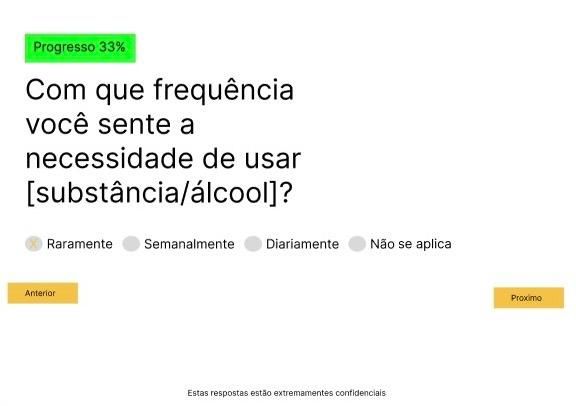 Progresso 33%
Com que frequência
você sente a
necessidade de usar
[substância/álcool]?
X Raramente Semanalmente Diariamente Não se aplica
Anterior
Proximo
Estas respostas estão extremamentes confidenciais